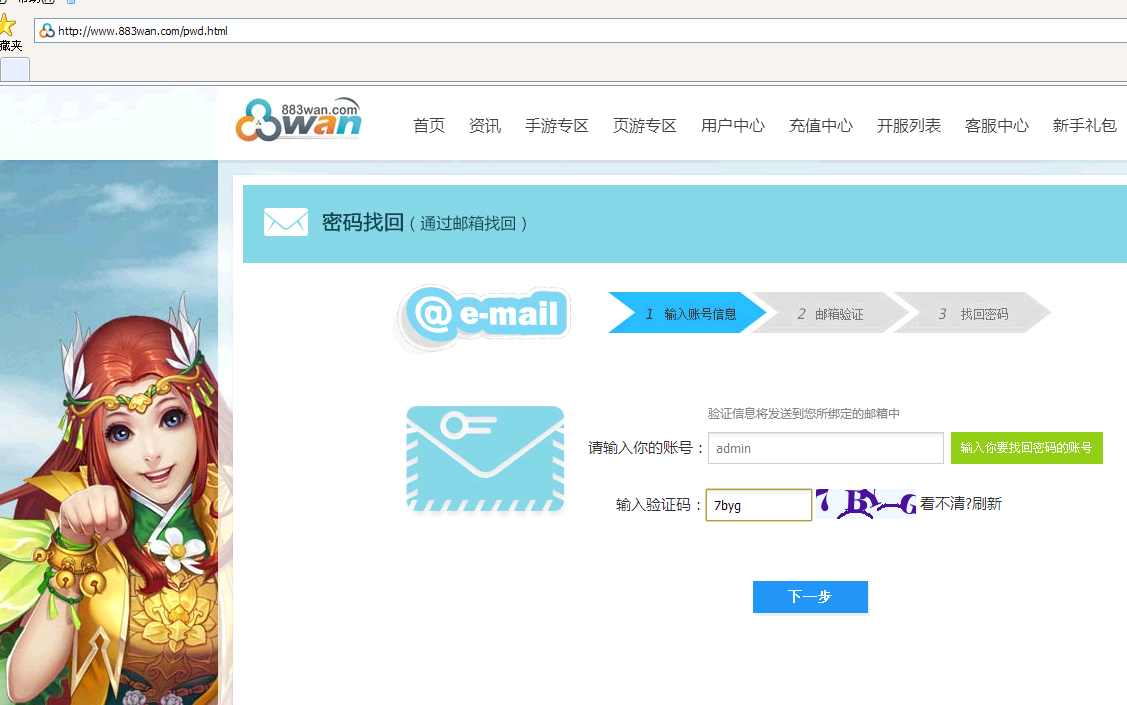 藏夹
http://www.883wan.com/pwd.html
883wan.com
wan
首页 资讯 手游专区 页游专区 用户中心 充值中心 开服列表 客服中心 新手礼包
密码找回（通过邮箱找回）
@ e-mail
1 输入账号信息 2 邮箱验证 3 找回密码
验证信息将发送到您所绑定的邮箱中
请输入你的账号： admin 输入你要找回密码的账号
输入验证码： 7byg 7 B y G 看不清?刷新
下一步